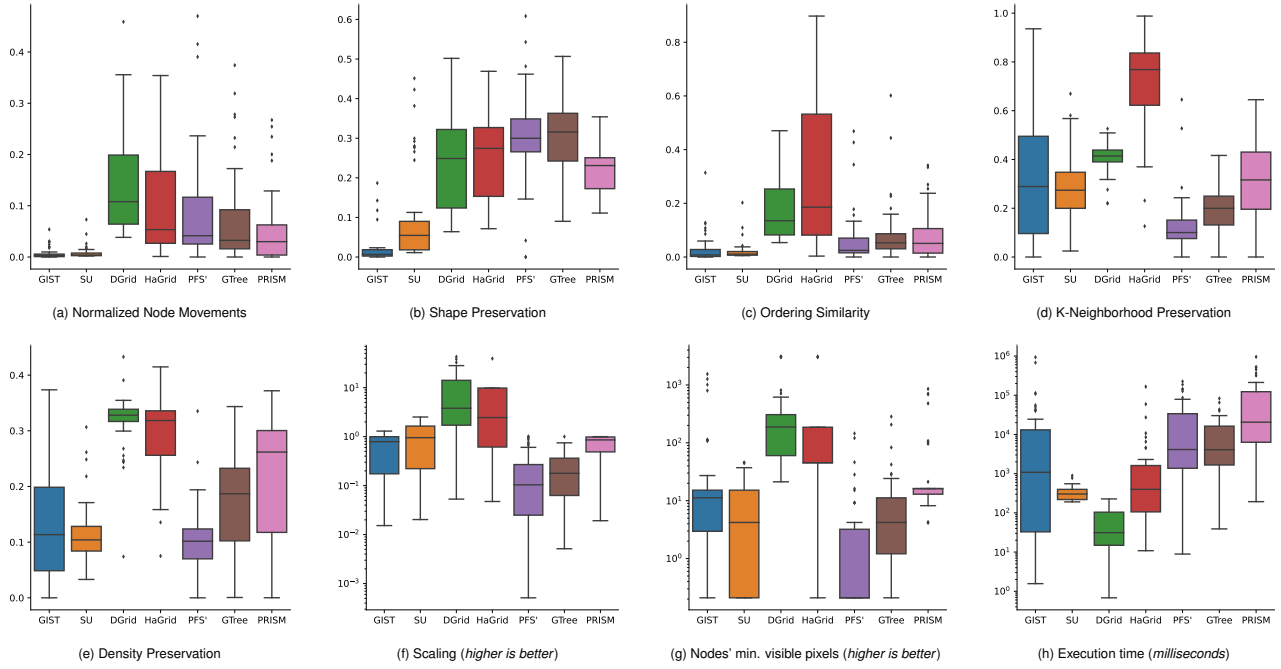 0.4
0.3
0.2
0.1
0.0
GIST SU DGrid HaGrid PFS' GTree PRISM
(a) Normalized Node Movements
0.6
0.5
0.4
0.3
0.2
0.1
0.0
GIST SU DGrid HaGrid PFS' GTree PRISM
(b) Shape Preservation
0.8
0.6
0.4
0.2
0.0
GIST SU DGrid HaGrid PFS' GTree PRISM
(c) Ordering Similarity
1.0
0.8
0.6
0.4
0.2
0.0
GIST SU DGrid HaGrid PFS' GTree PRISM
(d) K-Neighborhood Preservation
0.4
0.3
0.2
0.1
0.0
GIST SU DGrid HaGrid PFS' GTree PRISM
(e) Density Preservation
10¹
10⁰
10⁻¹
10⁻²
10⁻³
GIST SU DGrid HaGrid PFS' GTree PRISM
(f) Scaling (higher is better)
10³
10²
10¹
10⁰
GIST SU DGrid HaGrid PFS' GTree PRISM
(g) Nodes' min. visible pixels (higher is better)
10⁶
10⁵
10⁴
10³
10²
10¹
10⁰
GIST SU DGrid HaGrid PFS' GTree PRISM
(h) Execution time (milliseconds)